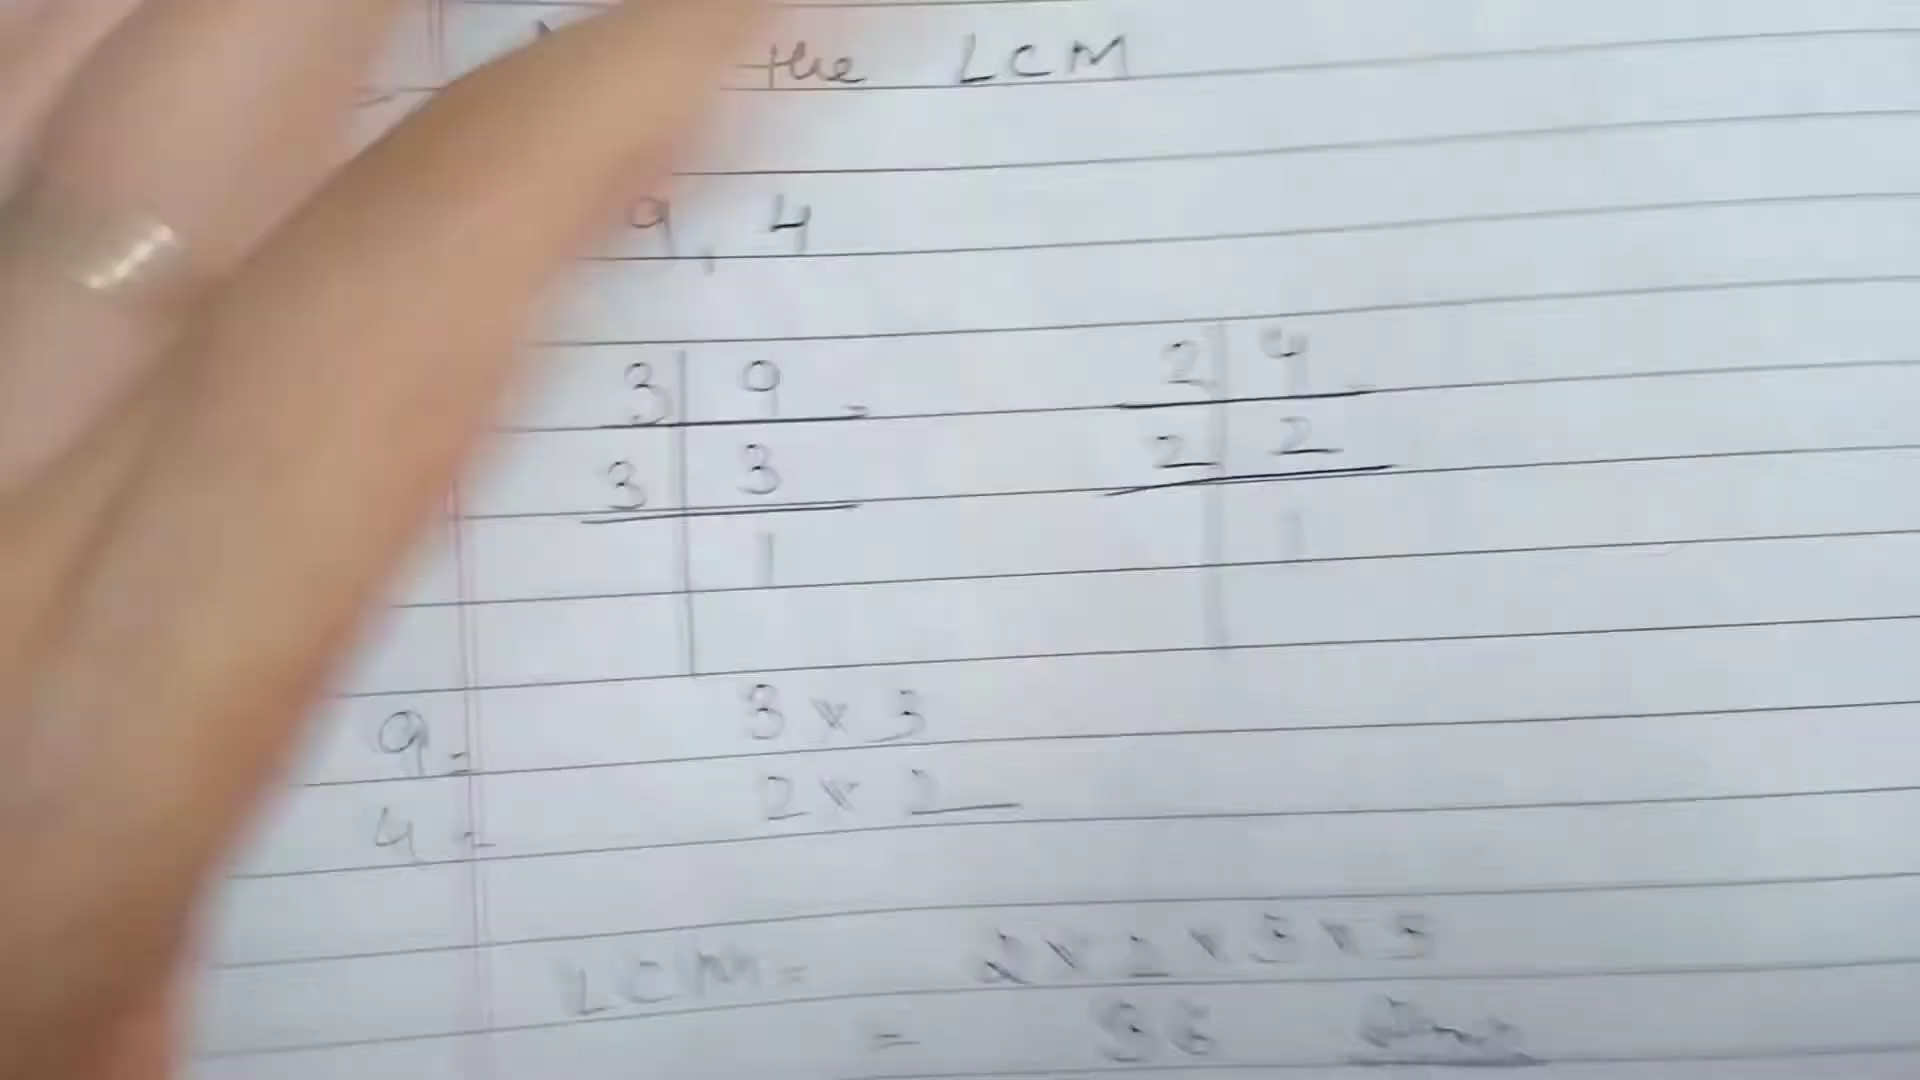 the LCM
9, 4
3 9 2 4
3 3 2 2
1 1
9 = 3 x 3
4 = 2 x 2
LCM = 2 x 2 x 3 x 3
= 36